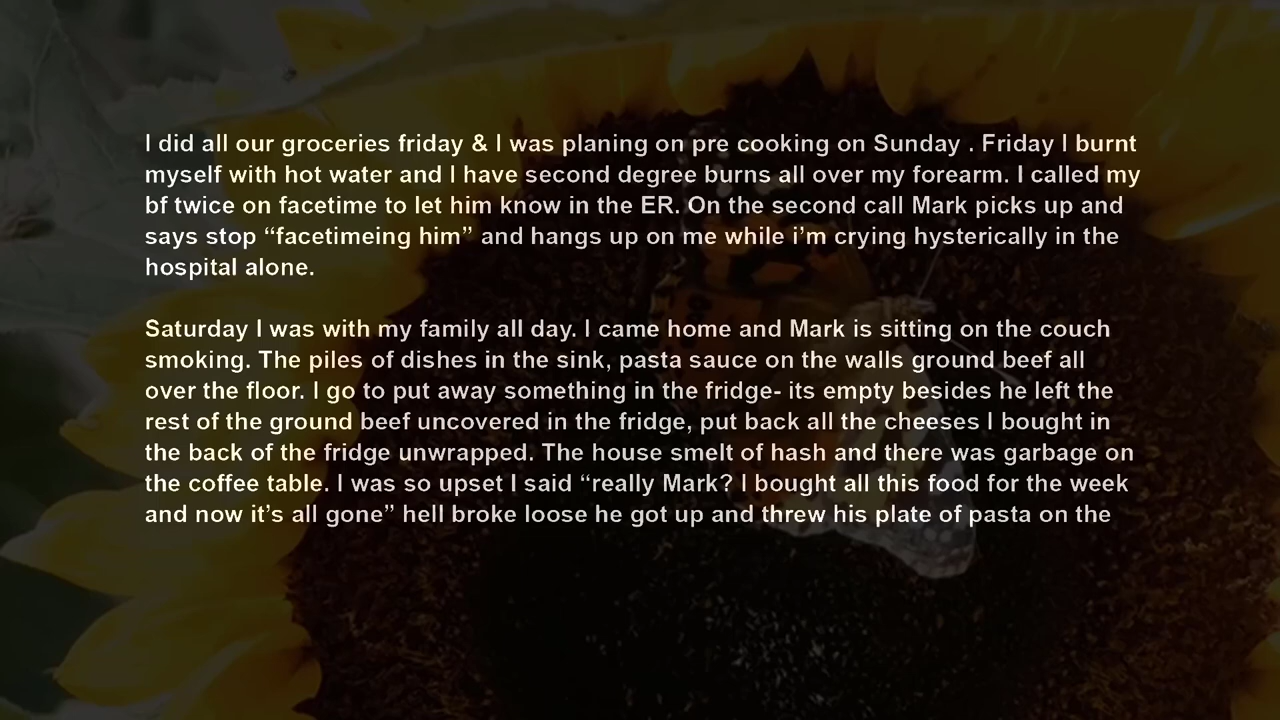 I did all our groceries friday & I was planing on pre cooking on Sunday . Friday I burnt
myself with hot water and I have second degree burns all over my forearm. I called my
bf twice on facetime to let him know in the ER. On the second call Mark picks up and
says stop “facetimeing him” and hangs up on me while i’m crying hysterically in the
hospital alone.
Saturday I was with my family all day. I came home and Mark is sitting on the couch
smoking. The piles of dishes in the sink, pasta sauce on the walls ground beef all
over the floor. I go to put away something in the fridge- its empty besides he left the
rest of the ground beef uncovered in the fridge, put back all the cheeses I bought in
the back of the fridge unwrapped. The house smelt of hash and there was garbage on
the coffee table. I was so upset I said “really Mark? I bought all this food for the week
and now it’s all gone” hell broke loose he got up and threw his plate of pasta on the